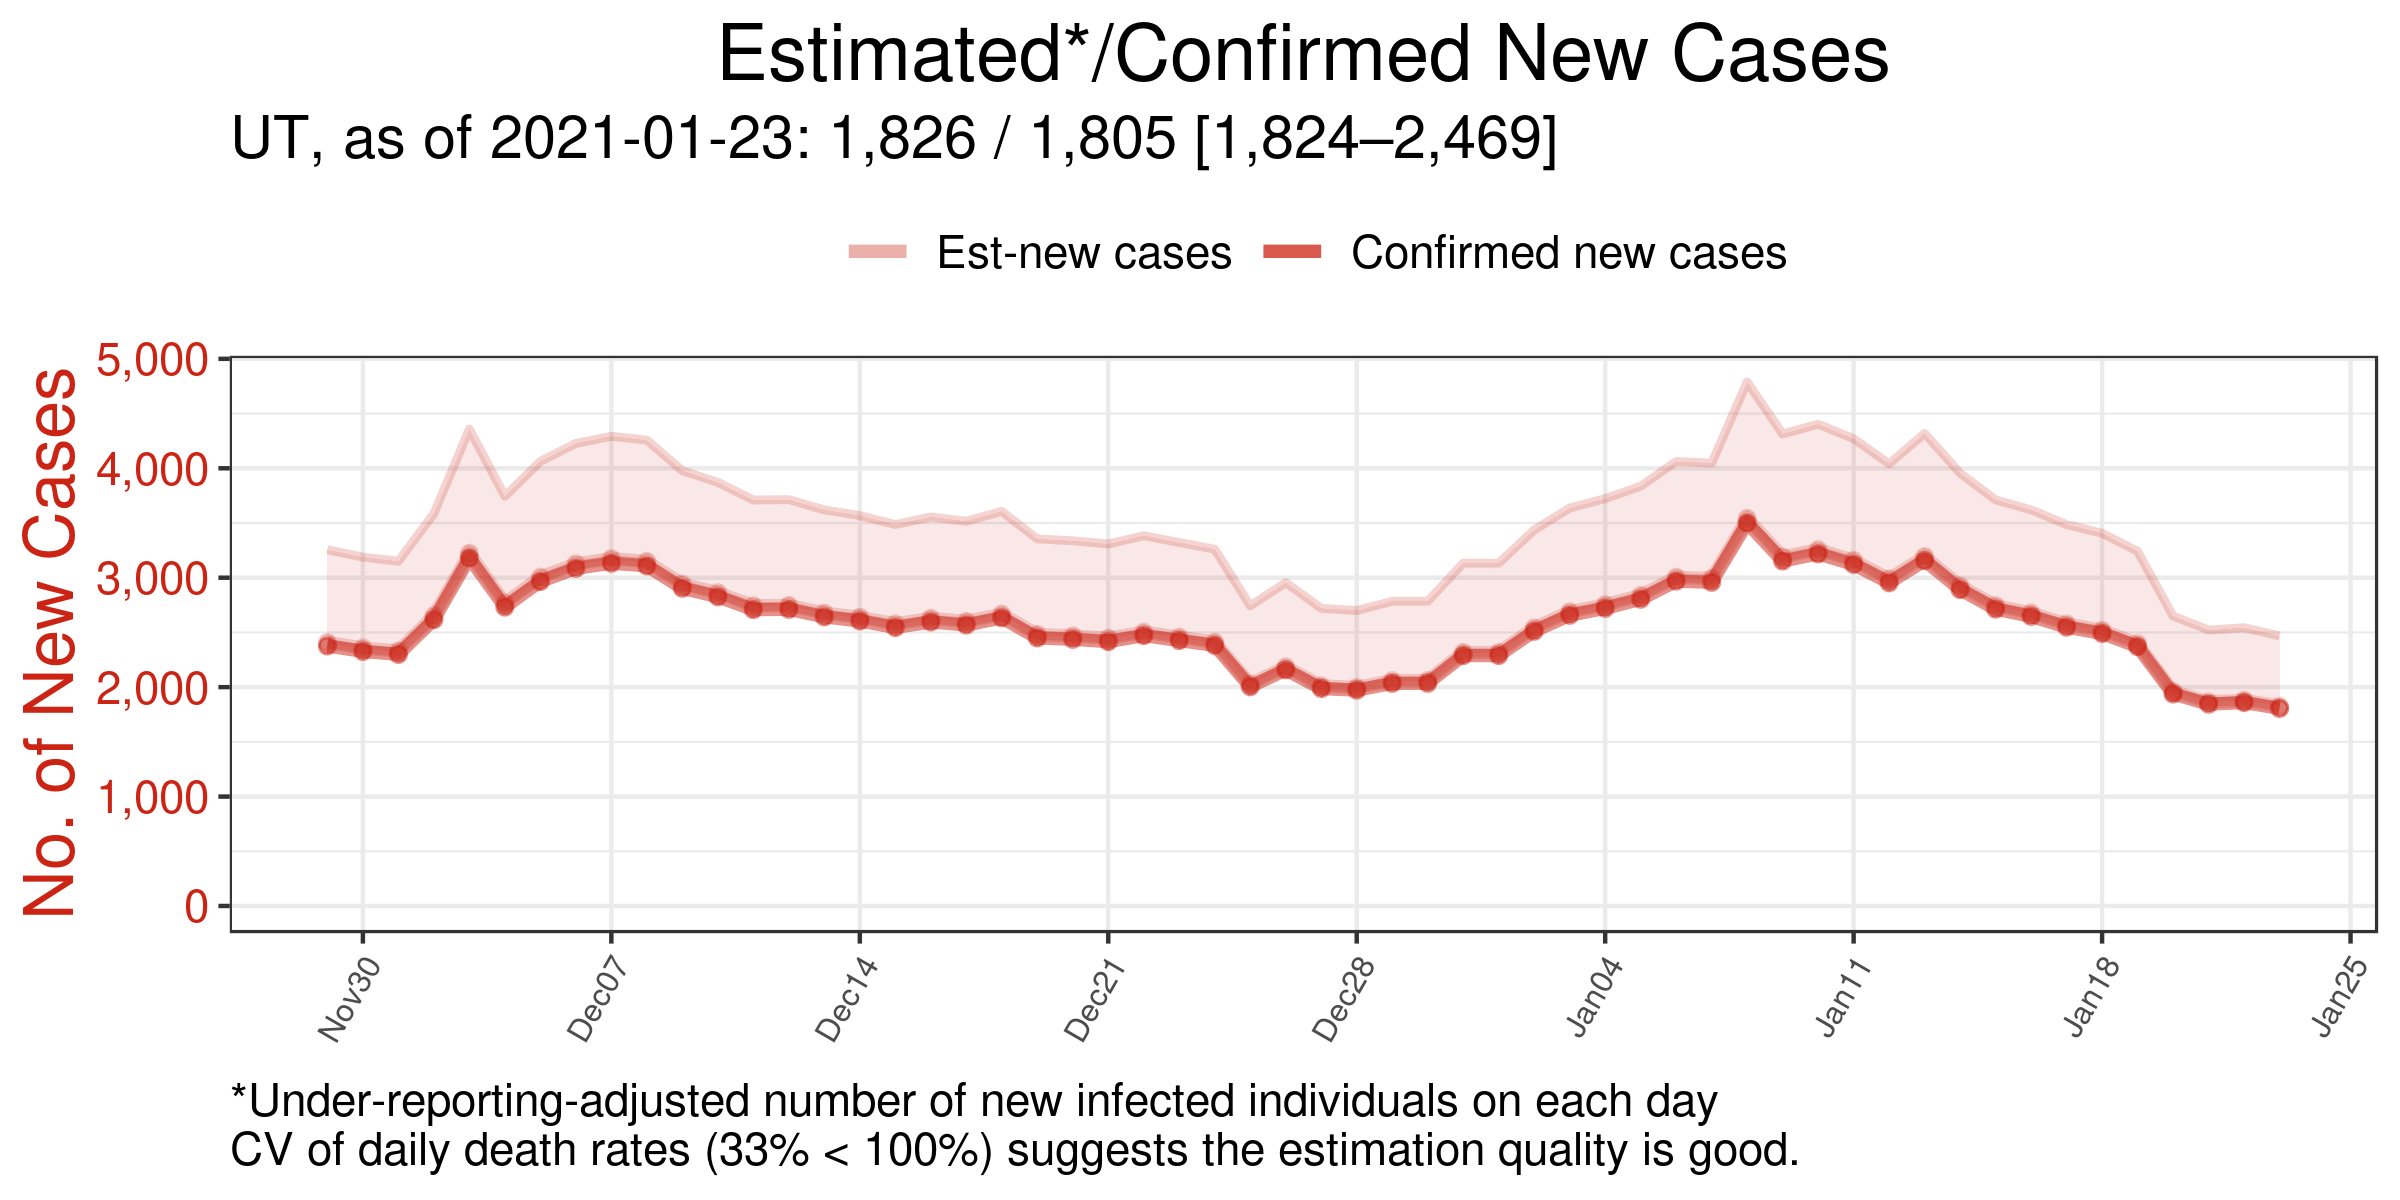 Estimated*/Confirmed New Cases
UT, as of 2021-01-23: 1,826 / 1,805 [1,824–2,469]
Est-new cases
Confirmed new cases
No. of New Cases
5,000
4,000
3,000
2,000
1,000
0
Nov30
Dec07
Dec14
Dec21
Dec28
Jan04
Jan11
Jan18
Jan25
*Under-reporting-adjusted number of new infected individuals on each day
CV of daily death rates (33% < 100%) suggests the estimation quality is good.